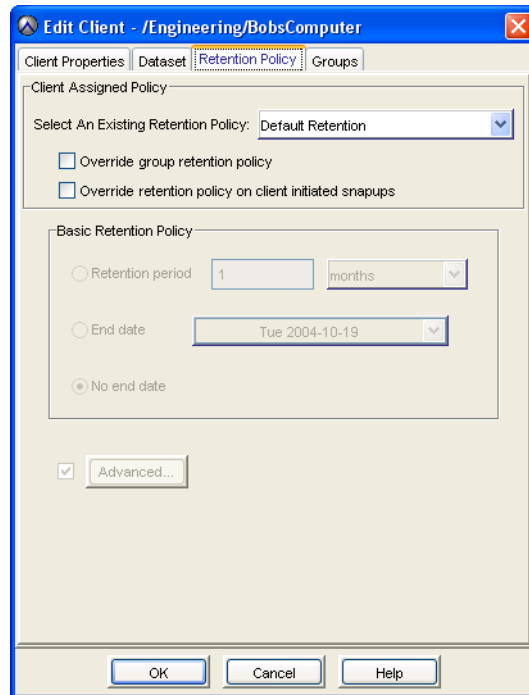 Edit Client - /Engineering/BobsComputer
Client Properties Dataset Retention Policy Groups
Client Assigned Policy
Select An Existing Retention Policy: Default Retention
Override group retention policy
Override retention policy on client initiated snapups
Basic Retention Policy
Retention period 1 months
End date Tue 2004-10-19
No end date
Advanced...
OK Cancel Help